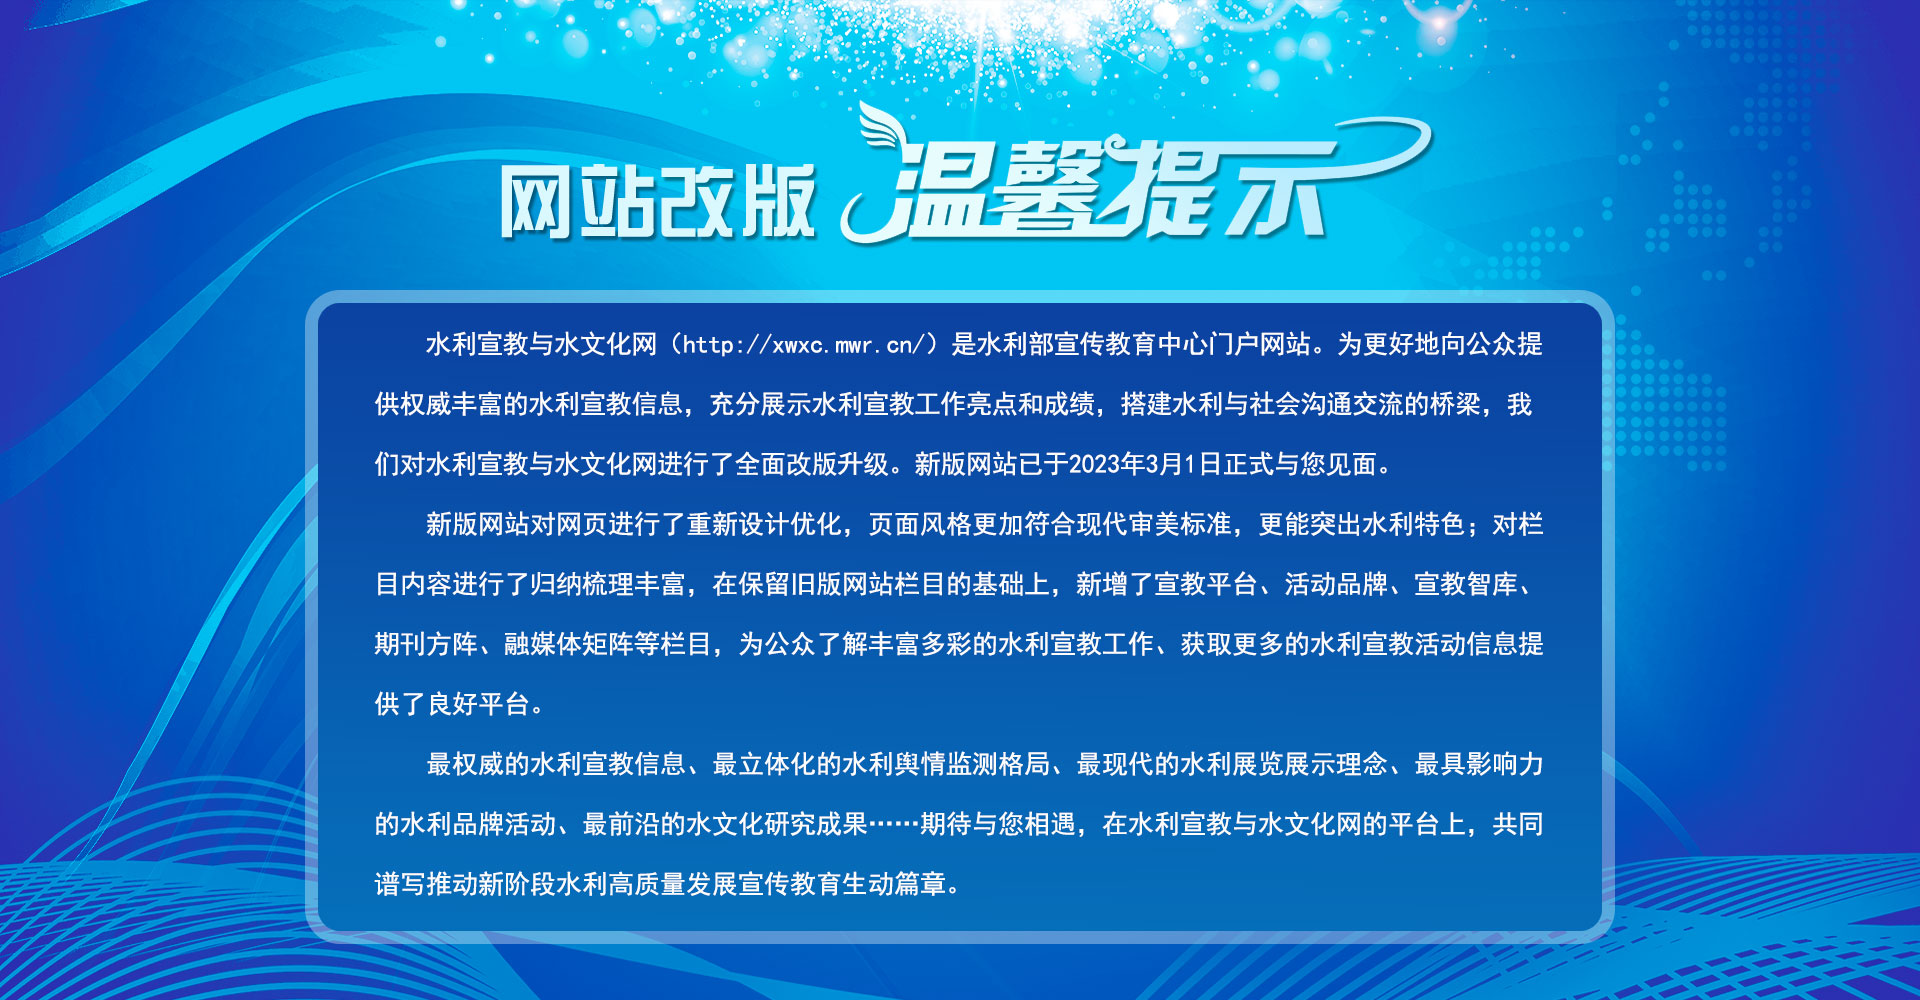 网站改版 温馨提示
水利宣教与水文化网（http://xwxc.mwr.cn/）是水利部宣传教育中心门户网站。为更好地向公众提
供权威丰富的水利宣教信息，充分展示水利宣教工作亮点和成绩，搭建水利与社会沟通交流的桥梁，我
们对水利宣教与水文化网进行了全面改版升级。新版网站已于2023年3月1日正式与您见面。
新版网站对网页进行了重新设计优化，页面风格更加符合现代审美标准，更能突出水利特色；对栏
目内容进行了归纳梳理丰富，在保留旧版网站栏目的基础上，新增了宣教平台、活动品牌、宣教智库、
期刊方阵、融媒体矩阵等栏目，为公众了解丰富多彩的水利宣教工作、获取更多的水利宣教活动信息提
供了良好平台。
最权威的水利宣教信息、最立体化的水利舆情监测格局、最现代的水利展览展示理念、最具影响力
的水利品牌活动、最前沿的水文化研究成果……期待与您相遇，在水利宣教与水文化网的平台上，共同
谱写推动新阶段水利高质量发展宣传教育生动篇章。